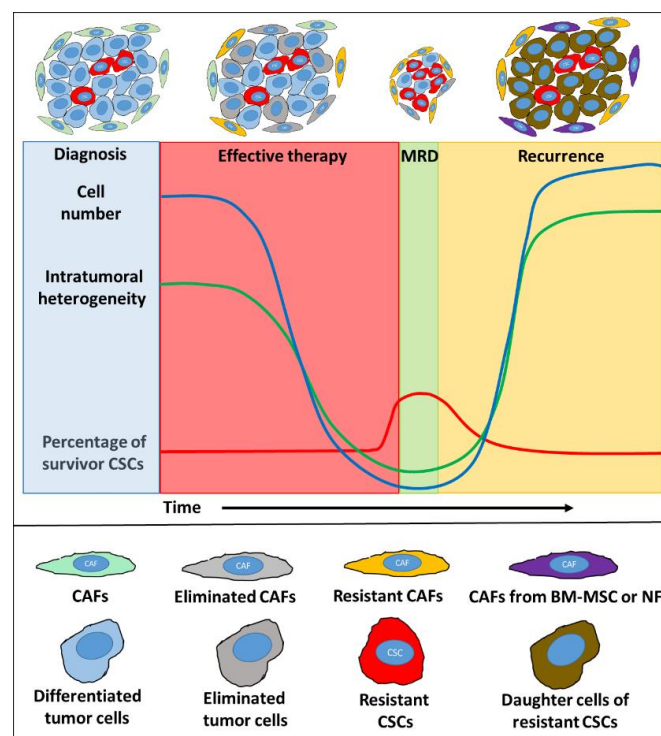 Diagnosis
Effective therapy
MRD
Recurrence
Cell
number
Intratumoral
heterogeneity
Percentage of
survivor CSCs
Time
CAF
CAF
CAF
CAF
CAFs
Eliminated CAFs
Resistant CAFs
CAFs from BM-MSC or NF
CSC
Differentiated
tumor cells
Eliminated
tumor cells
Resistant
CSCs
Daughter cells of
resistant CSCs